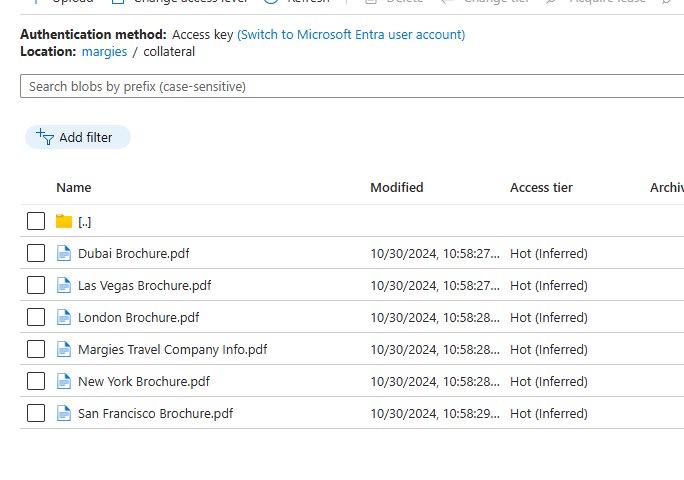 Upload Change access level Refresh Delete Change tier Acquire lease
Authentication method: Access key (Switch to Microsoft Entra user account)
Location: margies / collateral
Search blobs by prefix (case-sensitive)
Add filter
Name Modified Access tier Archiv
[..]
Dubai Brochure.pdf 10/30/2024, 10:58:27... Hot (Inferred)
Las Vegas Brochure.pdf 10/30/2024, 10:58:27... Hot (Inferred)
London Brochure.pdf 10/30/2024, 10:58:28... Hot (Inferred)
Margies Travel Company Info.pdf 10/30/2024, 10:58:28... Hot (Inferred)
New York Brochure.pdf 10/30/2024, 10:58:28... Hot (Inferred)
San Francisco Brochure.pdf 10/30/2024, 10:58:29... Hot (Inferred)